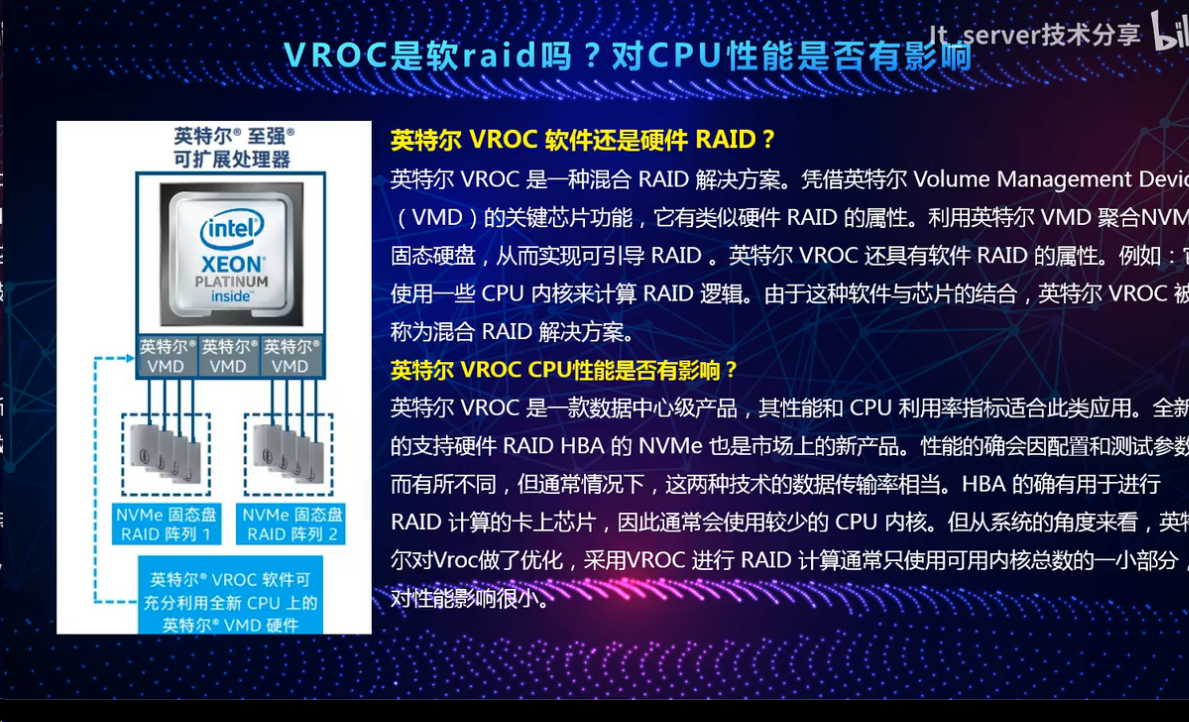 Jt_server技术分享
VROC是软raid吗？对CPU性能是否有影响
英特尔® 至强®
可扩展处理器
intel
XEON®
PLATINUM
inside™
英特尔® 英特尔® 英特尔®
VMD VMD VMD
NVMe 固态盘 NVMe 固态盘
RAID 阵列 1 RAID 阵列 2
英特尔® VROC 软件可
充分利用全新 CPU 上的
英特尔® VMD 硬件
英特尔 VROC 软件还是硬件 RAID？
英特尔 VROC 是一种混合 RAID 解决方案。凭借英特尔 Volume Management
（VMD）的关键芯片功能，它有类似硬件 RAID 的属性。利用英特尔 VMD 聚合
固态硬盘，从而实现可引导 RAID 。英特尔 VROC 还具有软件 RAID 的属性。例如：
使用一些 CPU 内核来计算 RAID 逻辑。由于这种软件与芯片的结合，英特尔 VROC 被
称为混合 RAID 解决方案。
英特尔 VROC CPU性能是否有影响？
英特尔 VROC 是一款数据中心级产品，其性能和 CPU 利用率指标适合此类应用。全新
的支持硬件 RAID HBA 的 NVMe 也是市场上的新产品。性能的确会因配置和测试参数
而有所不同，但通常情况下，这两种技术的数据传输率相当。HBA 的确有用于进行
RAID 计算的卡上芯片，因此通常会使用较少的 CPU 内核。但从系统的角度来看，英特
尔对Vroc做了优化，采用VROC 进行 RAID 计算通常只使用可用内核总数的一小部分，
对性能影响很小。